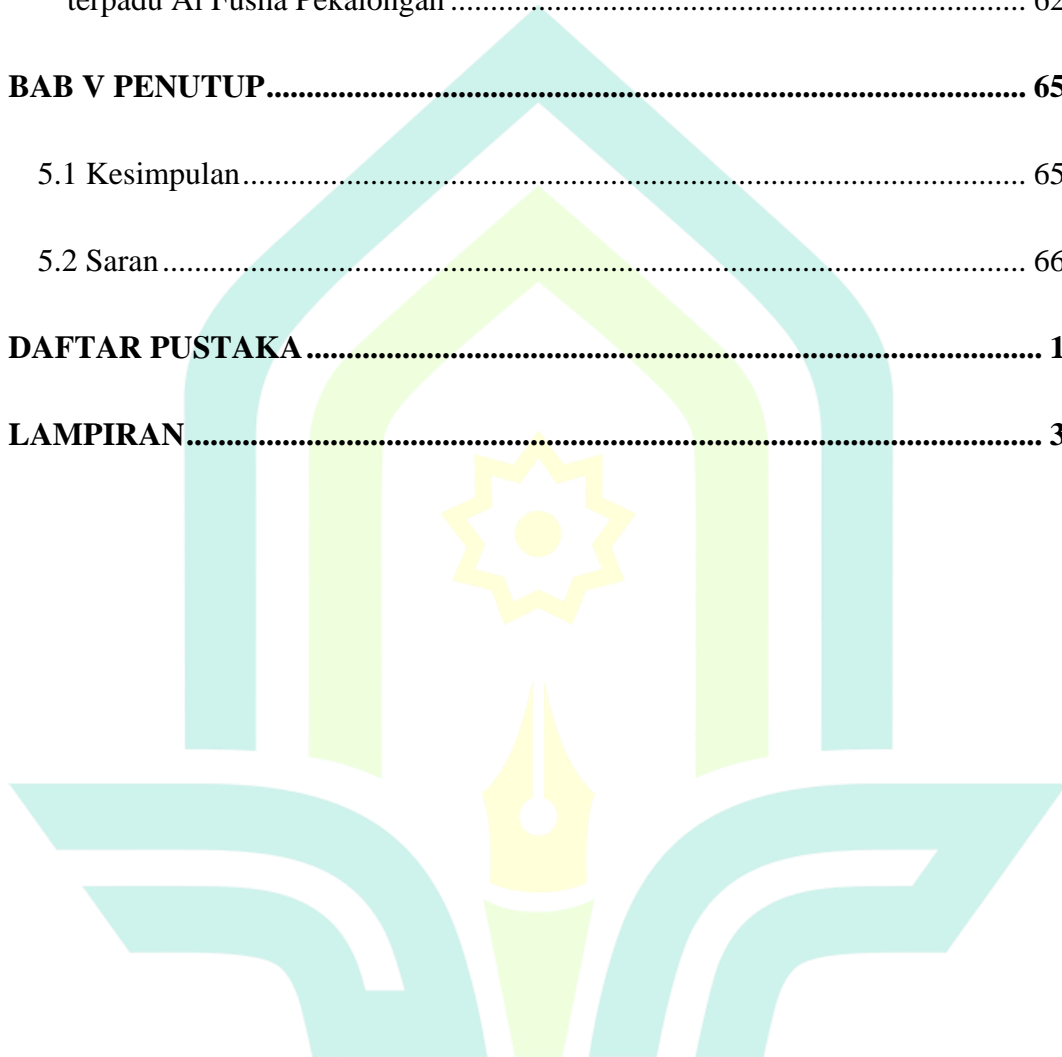 terpadu Al Fusha Pekalongan ........................................................................ 62
BAB V PENUTUP............................................................................................... 65
5.1 Kesimpulan.................................................................................................. 65
5.2 Saran ............................................................................................................ 66
DAFTAR PUSTAKA ............................................................................................ 1
LAMPIRAN........................................................................................................... 3